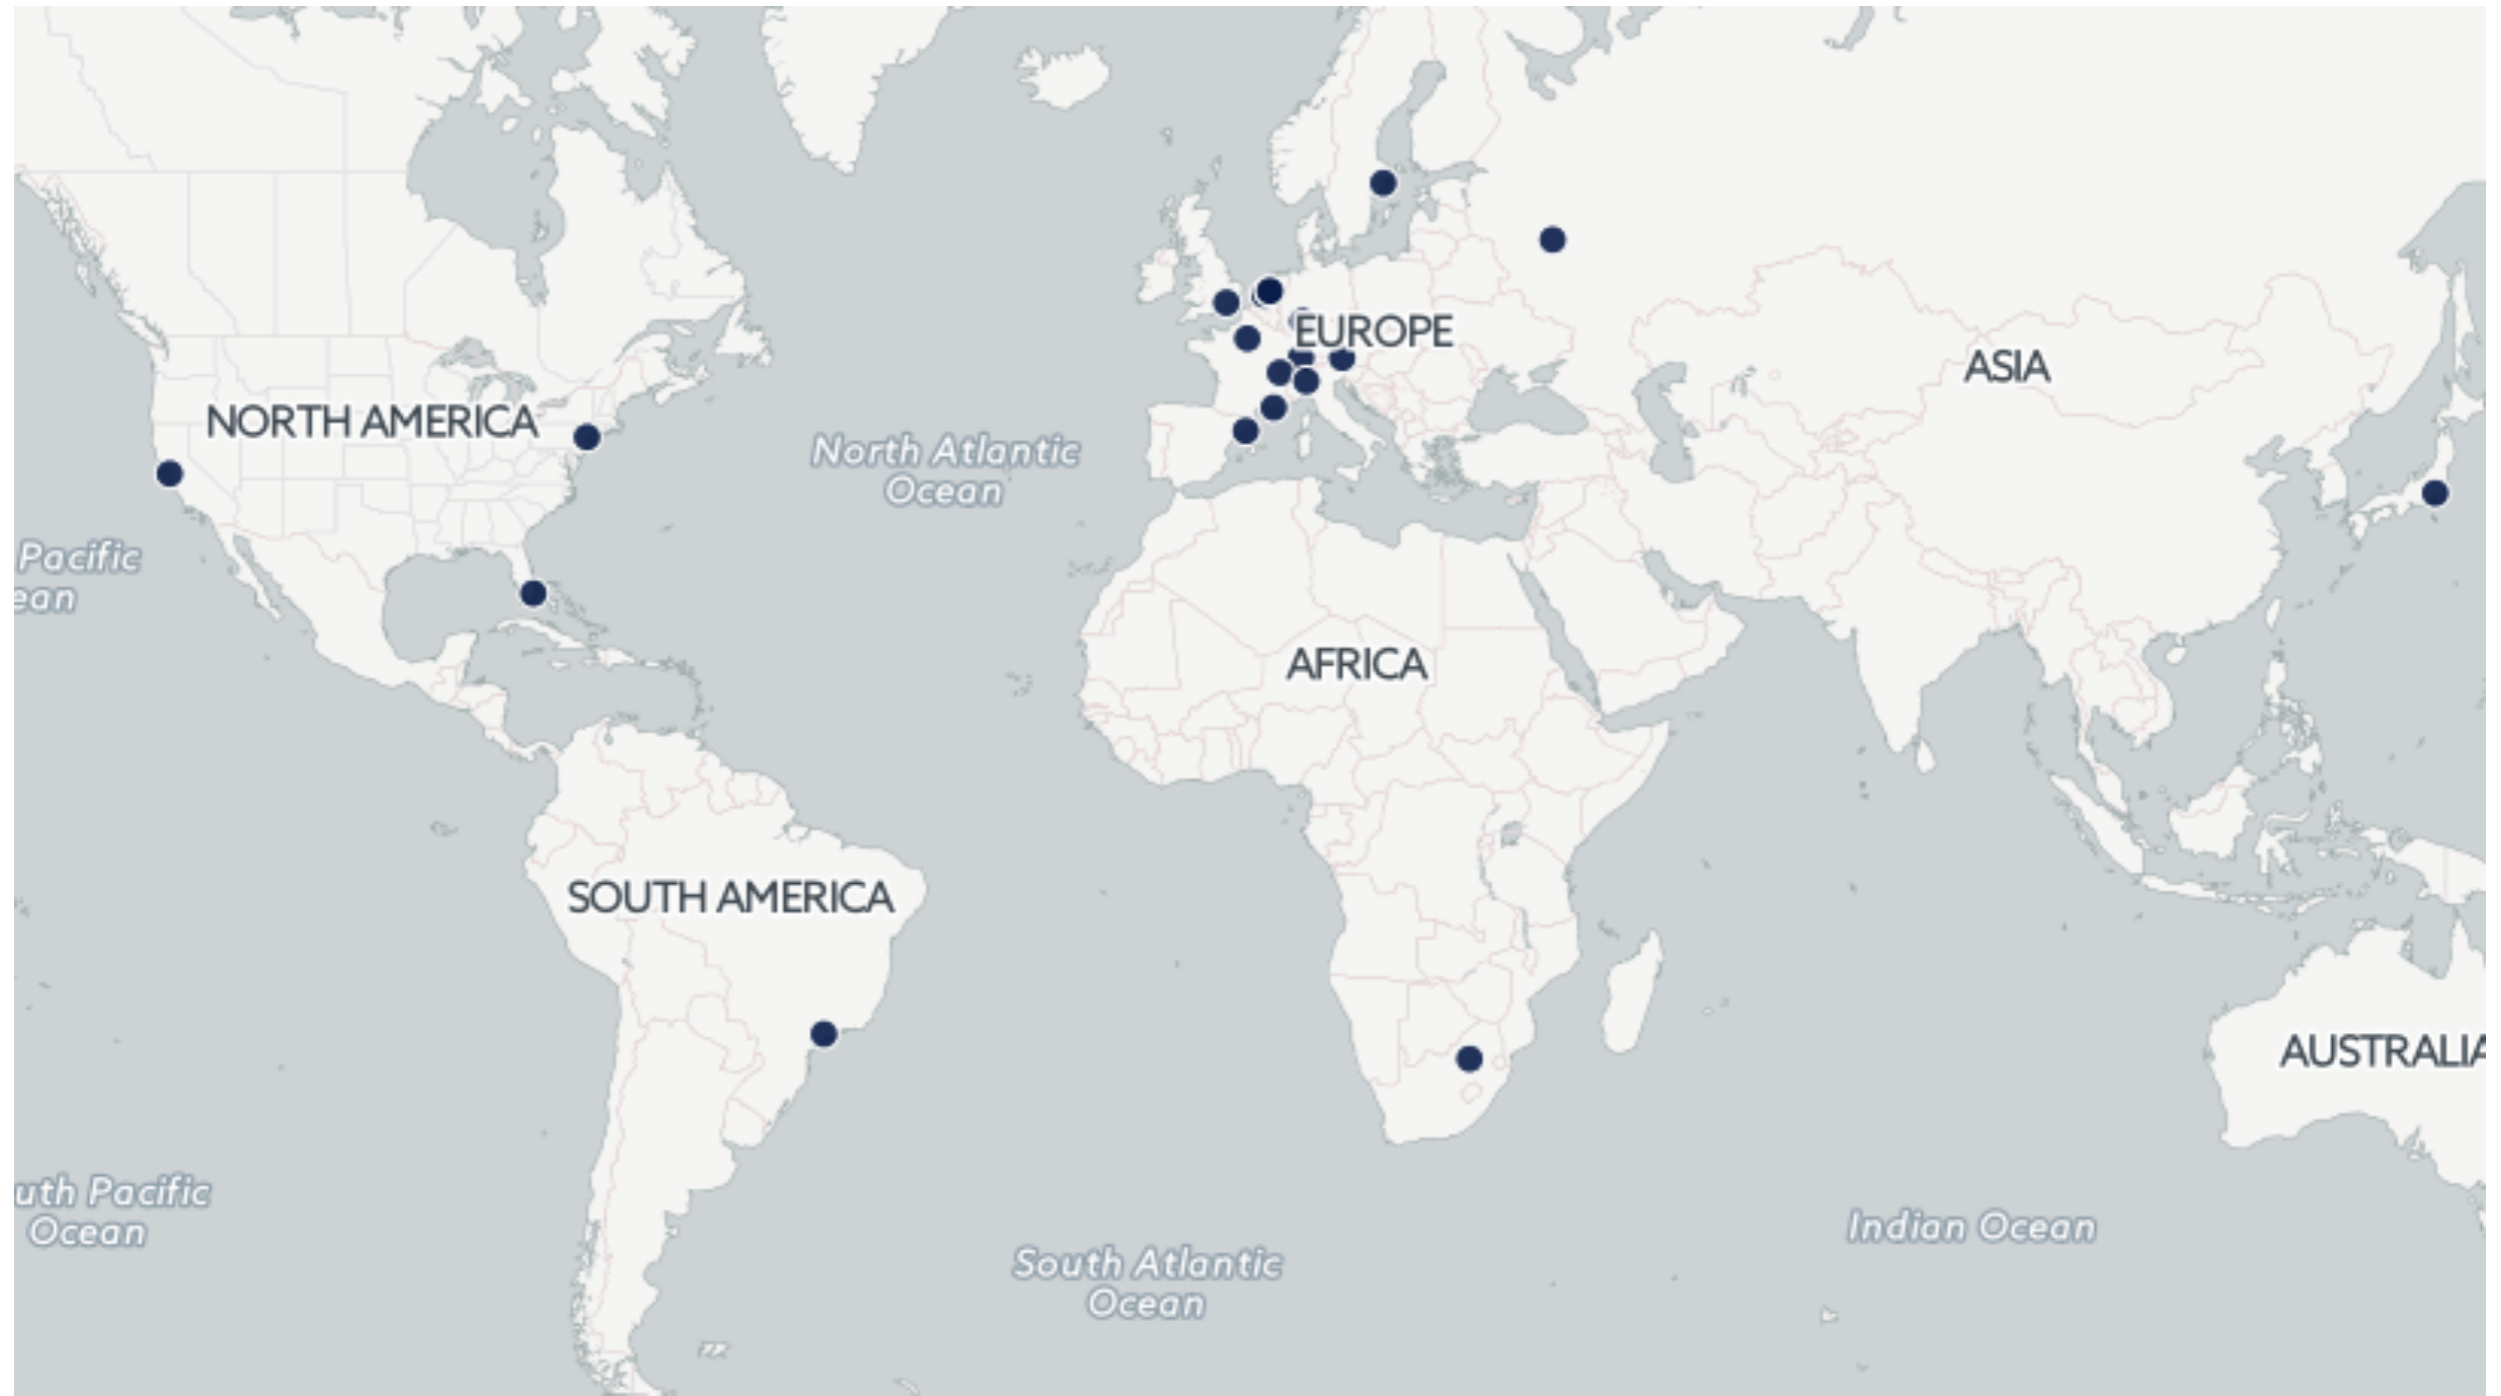 EUROPE
ASIA
NORTH AMERICA
North Atlantic
Ocean
Pacific
ean
AFRICA
SOUTH AMERICA
AUSTRALIA
uth Pacific
Ocean
Indian Ocean
South Atlantic
Ocean